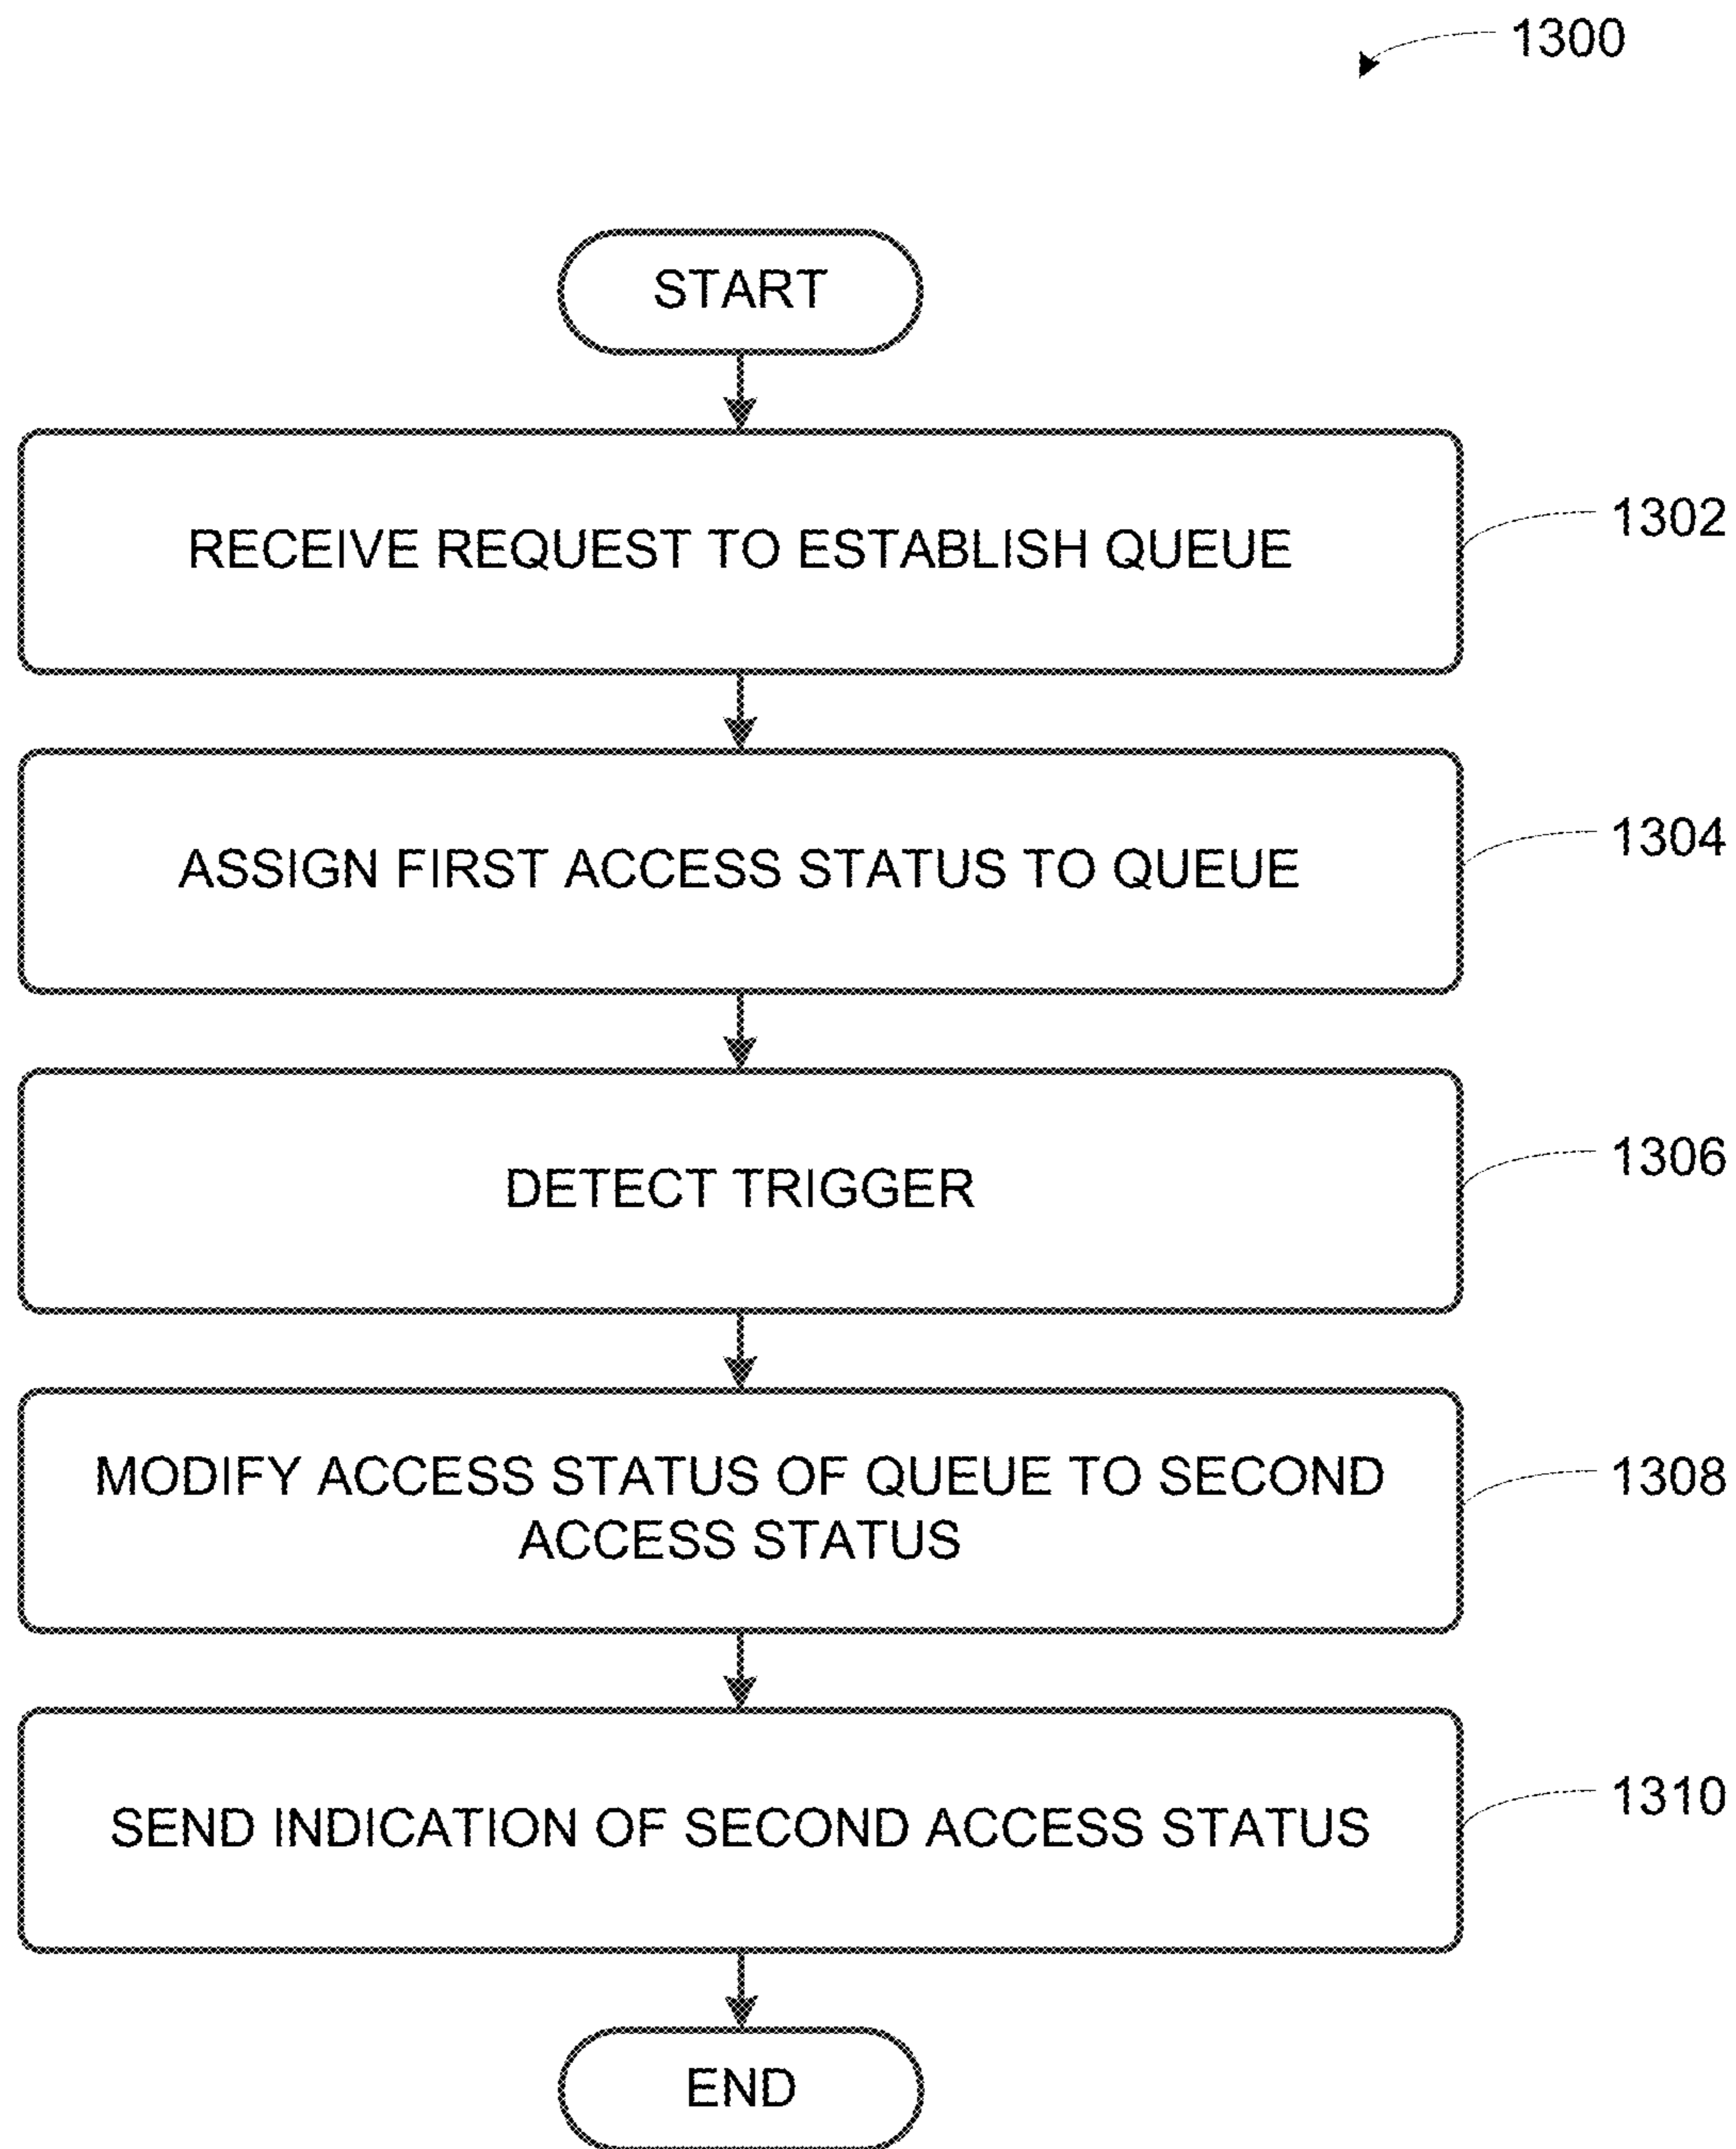 1300
START
RECEIVE REQUEST TO ESTABLISH QUEUE
1302
ASSIGN FIRST ACCESS STATUS TO QUEUE
1304
DETECT TRIGGER
1306
MODIFY ACCESS STATUS OF QUEUE TO SECOND
ACCESS STATUS
1308
SEND INDICATION OF SECOND ACCESS STATUS
1310
END